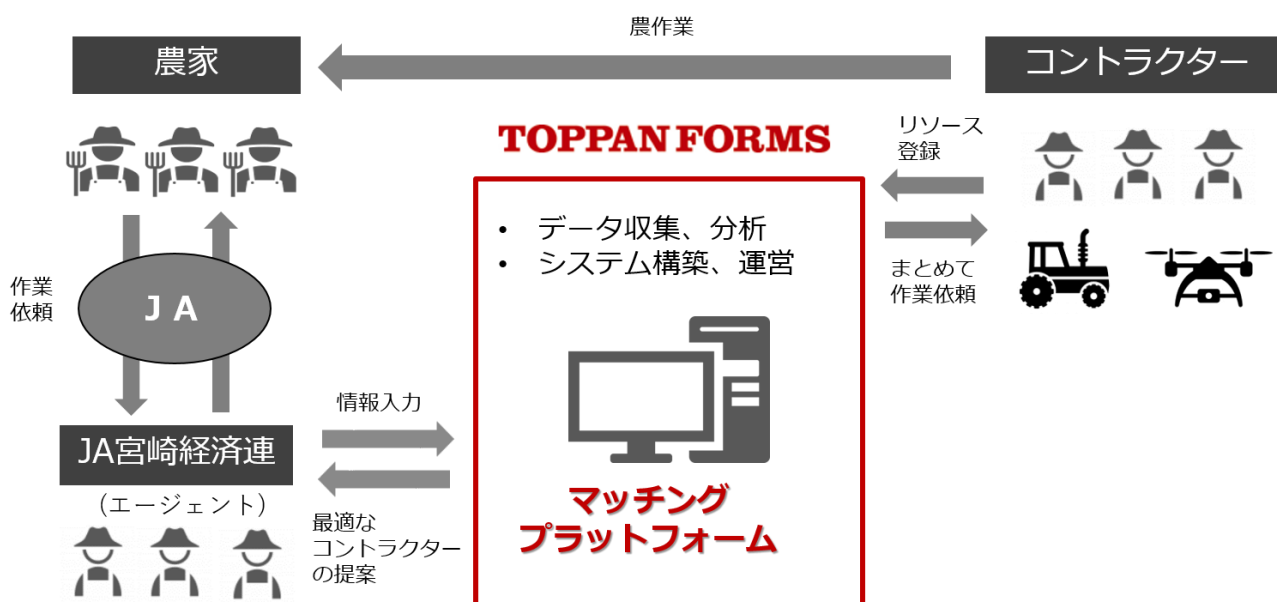 農作業
農家
コントラクター
TOPPAN FORMS
リソース
登録
• データ収集、分析
• システム構築、運営
まとめて
作業依頼
作業
依頼
JA
情報入力
JA宮崎経済連
(エージェント)
最適な
コントラクター
の提案
マッチング
プラットフォーム